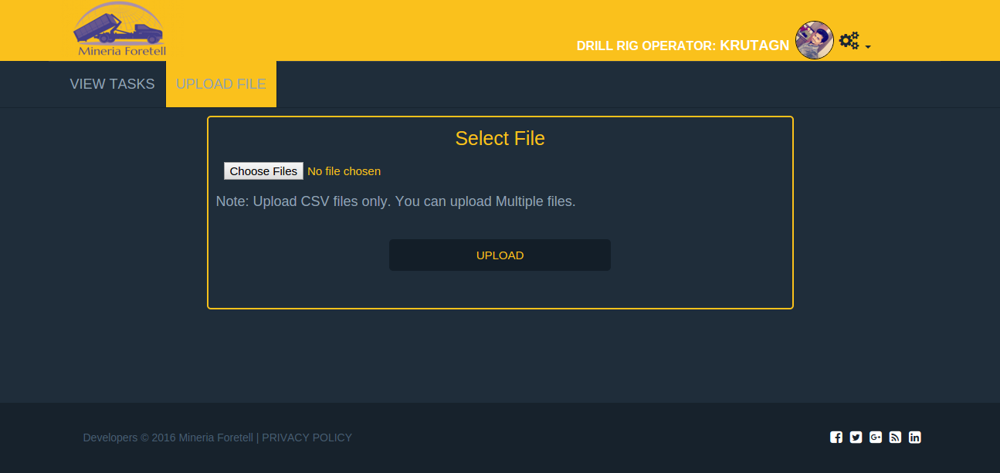 Mineria Foretell
DRILL RIG OPERATOR: KRUTAGN
VIEW TASKS UPLOAD FILE
Select File
Choose Files No file chosen
Note: Upload CSV files only. You can upload Multiple files.
UPLOAD
Developers © 2016 Mineria Foretell | PRIVACY POLICY